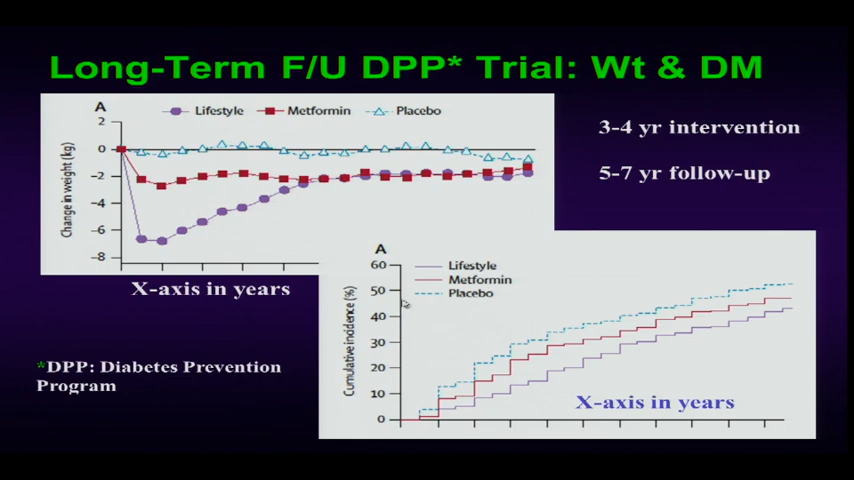 Long-Term F/U DPP* Trial: Wt & DM
A
Lifestyle Metformin Placebo
2
0
-2
-4
-6
-8
Change in weight (kg)
X-axis in years
3-4 yr intervention
5-7 yr follow-up
A
Lifestyle
Metformin
Placebo
60
50
40
30
20
10
0
Cumulative incidence (%)
X-axis in years
*DPP: Diabetes Prevention
Program